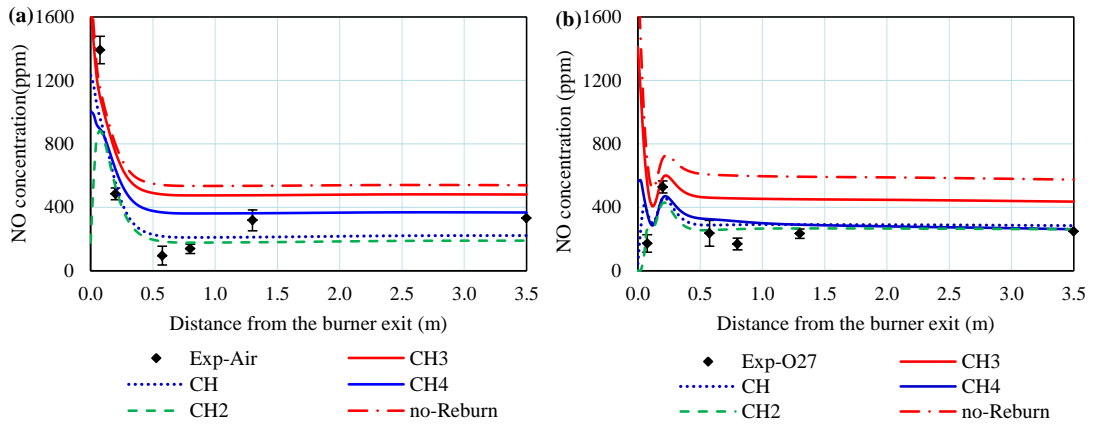 (a)
NO concentration(ppm)
1600
1200
800
400
0
0.0 0.5 1.0 1.5 2.0 2.5 3.0 3.5
Distance from the burner exit (m)
Exp-Air CH3
CH CH4
CH2 no-Reburn
(b)
NO concentration (ppm)
1600
1200
800
400
0
0.0 0.5 1.0 1.5 2.0 2.5 3.0 3.5
Distance from the burner exit (m)
Exp-O27 CH3
CH CH4
CH2 no-Reburn